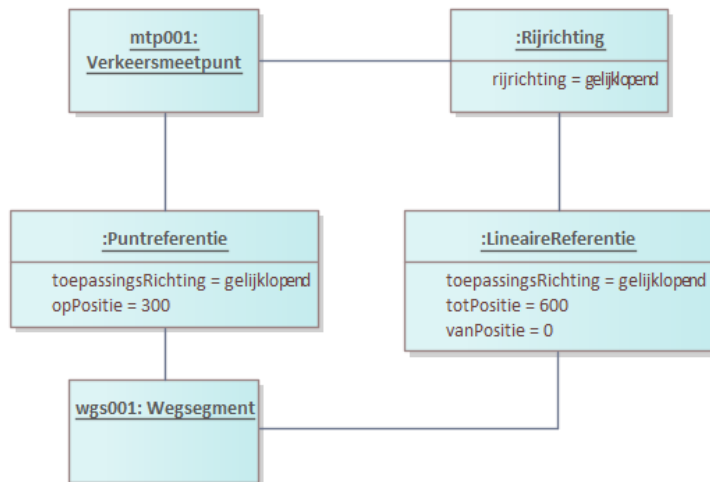 mtp001:
Verkeersmeetpunt
:Rijrichting
rijrichting = gelijklopend
:Puntreferentie
toepassingsRichting = gelijklopend
opPositie = 300
:LineaireReferentie
toepassingsRichting = gelijklopend
totPositie = 600
vanPositie = 0
wgs001: Wegsegment